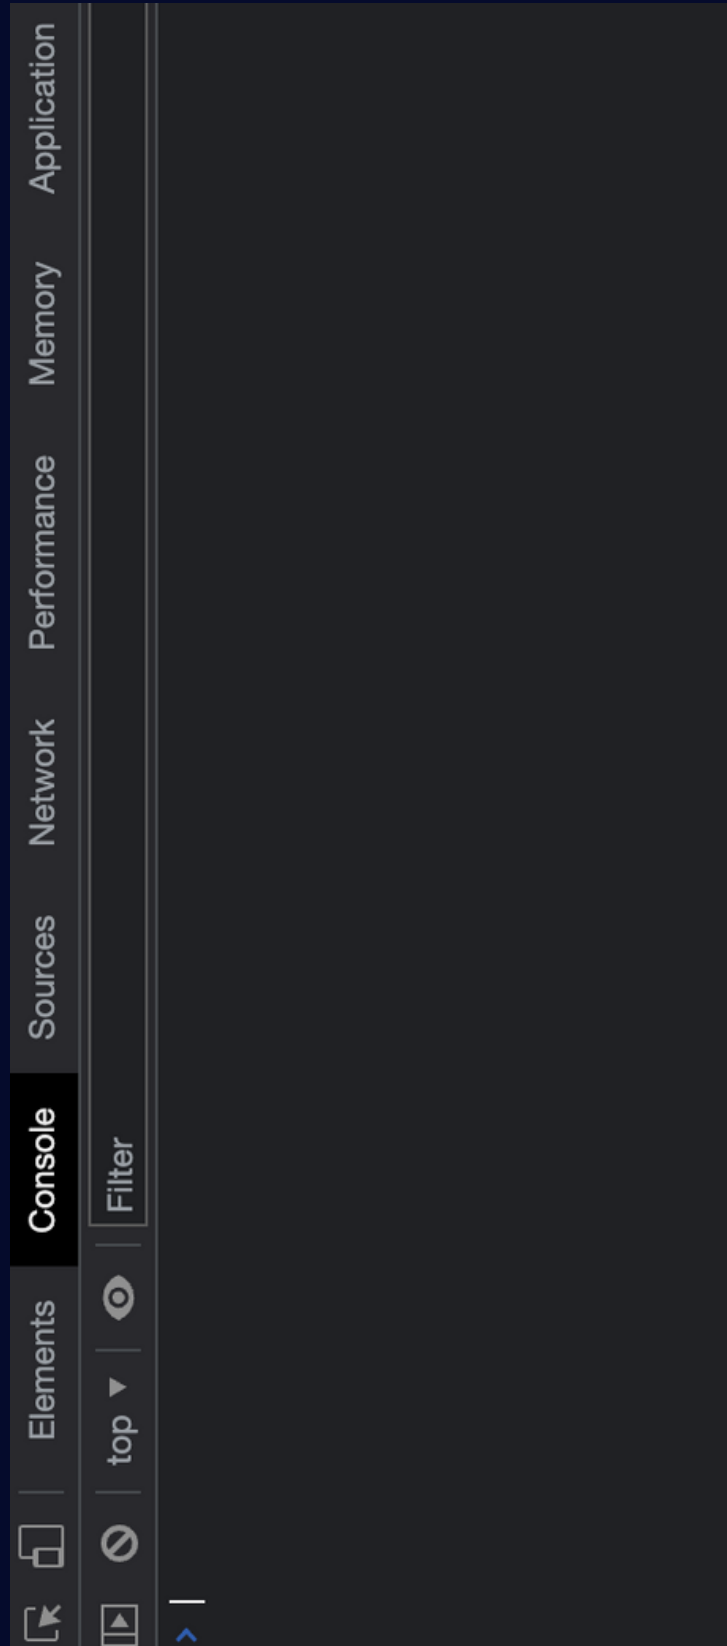 Elements Console Sources Network Performance Memory Application
top Filter